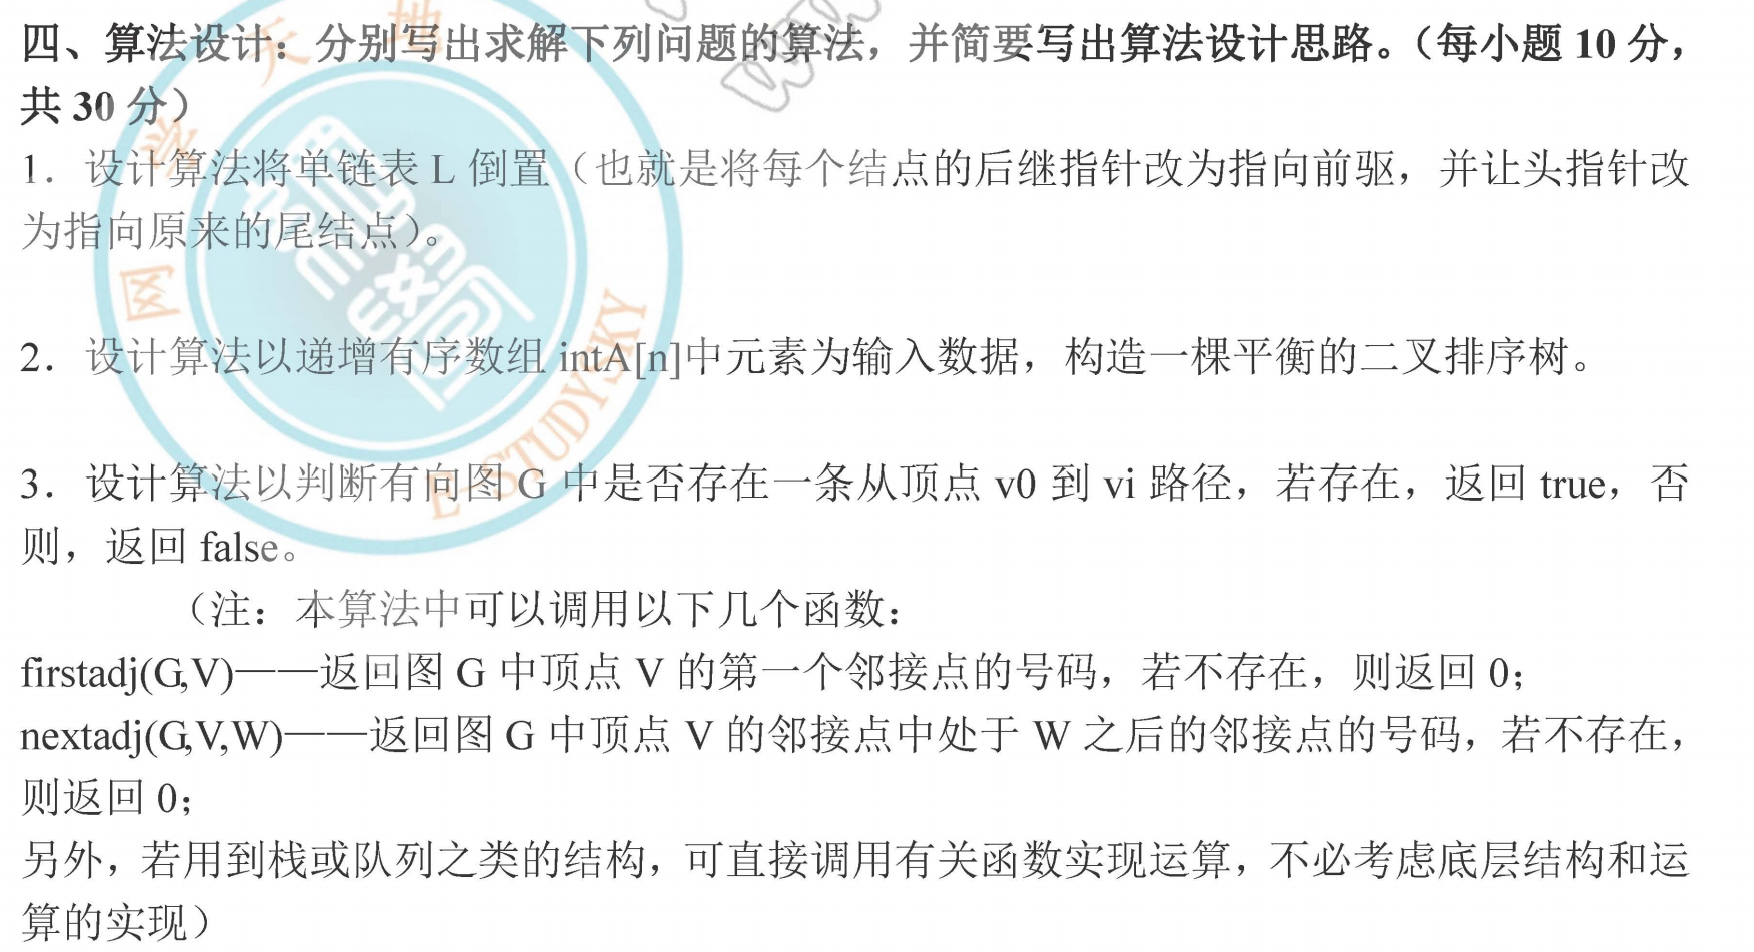 四、算法设计：分别写出求解下列问题的算法，并简要写出算法设计思路。（每小题 10 分，
共 30 分）
1．设计算法将单链表 L 倒置（也就是将每个结点的后继指针改为指向前驱，并让头指针改
为指向原来的尾结点）。
2．设计算法以递增有序数组 intA[n]中元素为输入数据，构造一棵平衡的二叉排序树。
3．设计算法以判断有向图 G 中是否存在一条从顶点 v0 到 vi 路径，若存在，返回 true，否
则，返回 false。
（注：本算法中可以调用以下几个函数：
firstadj(G,V)——返回图 G 中顶点 V 的第一个邻接点的号码，若不存在，则返回 0；
nextadj(G,V,W)——返回图 G 中顶点 V 的邻接点中处于 W 之后的邻接点的号码，若不存在，
则返回 0；
另外，若用到栈或队列之类的结构，可直接调用有关函数实现运算，不必考虑底层结构和运
算的实现）
网学天地
E-STUDYSKY